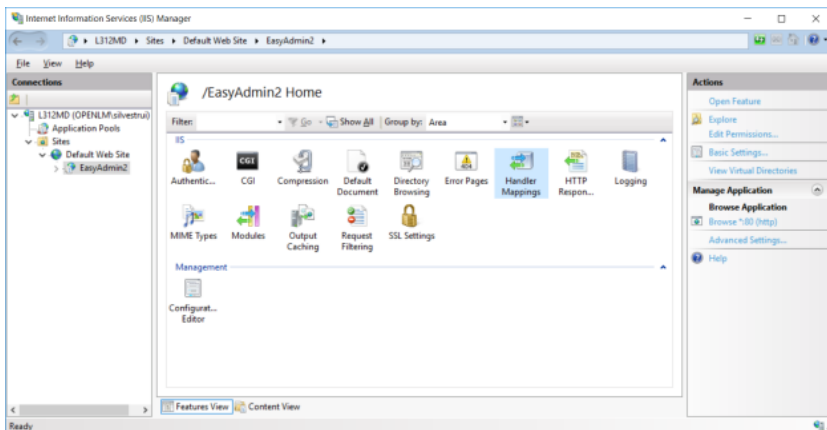 Internet Information Services (IIS) Manager
L312MD Sites Default Web Site EasyAdmin2
File View Help
Connections
L312MD (OPENLM\silvestrui)
Application Pools
Sites
Default Web Site
EasyAdmin2
/EasyAdmin2 Home
Filter: Go Show All Group by: Area
IIS
Authentic... CGI Compression Default Document Directory Browsing Error Pages Handler Mappings HTTP Respon... Logging
MIME Types Modules Output Caching Request Filtering SSL Settings
Management
Configurat... Editor
Features View Content View
Actions
Open Feature
Explore
Edit Permissions...
Basic Settings...
View Virtual Directories
Manage Application
Browse Application
Browse *:80 (http)
Advanced Settings...
Help
Ready